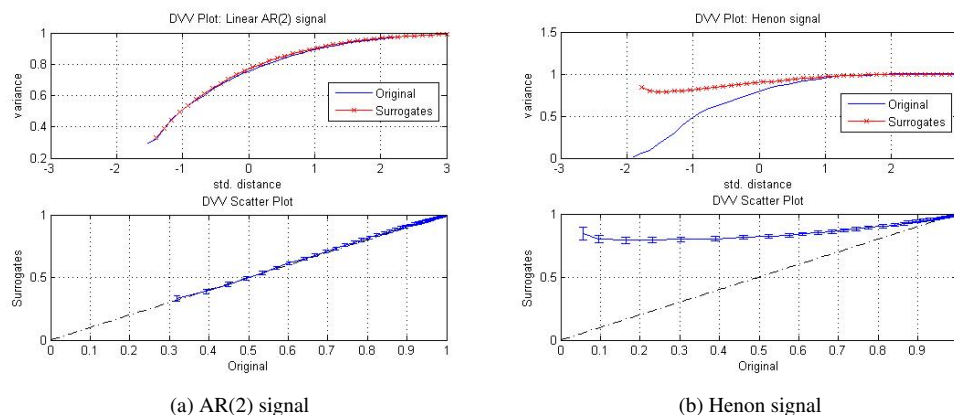 DVV Plot: Linear AR(2) signal
1
0.8
0.6
0.4
0.2
variance
Original
Surrogates
-3 -2 -1 0 1 2 3
std. distance
DVV Scatter Plot
1
0.5
0
Surrogates
0 0.1 0.2 0.3 0.4 0.5 0.6 0.7 0.8 0.9 1
Original
(a) AR(2) signal
DVV Plot: Henon signal
1.5
1
0.5
0
variance
Original
Surrogates
-3 -2 -1 0 1 2
std. distance
DVV Scatter Plot
1
0.5
0
Surrogates
0 0.1 0.2 0.3 0.4 0.5 0.6 0.7 0.8 0.9
Original
(b) Henon signal